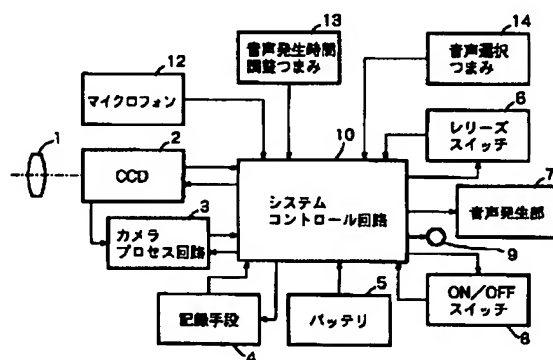 13
音声発生時間
調整つまみ
14
音声選択
つまみ
12
マイクロフォン
6
レリーズ
スイッチ
1
2
CCD
10
システム
コントロール回路
7
音声発生部
3
カメラ
プロセス回路
9
5
バッテリ
ON/OFF
スイッチ
8
記録手段
4